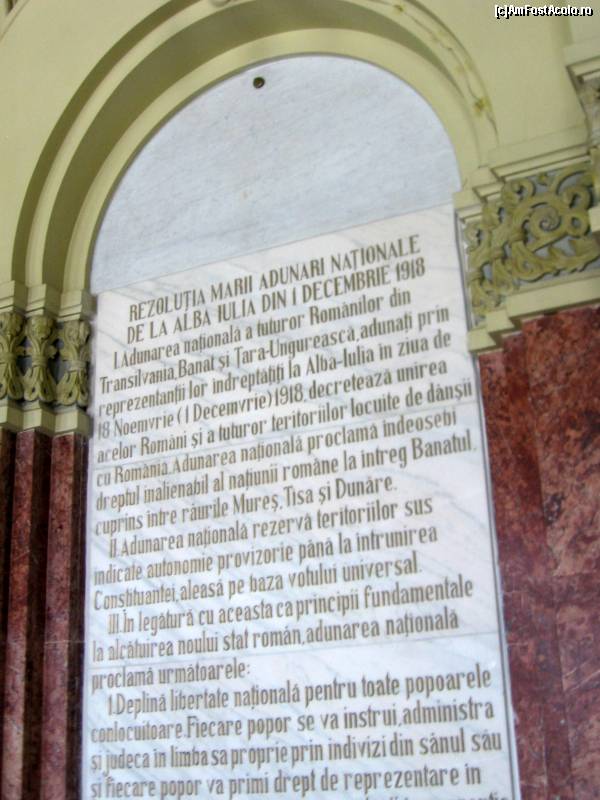 (c)AmFostAcolo.ro
REZOLUȚIA MARII ADUNARI NAȚIONALE
DE LA ALBA IULIA DIN 1 DECEMBRIE 1918
I.Adunarea națională a tuturor Românilor din
Transilvania,Banat și Țara-Ungurească,adunați prin
reprezentanții lor îndreptățiți la Alba-Iulia în ziua de
18 Noemvrie (1 Decemvrie) 1918,decretează unirea
acelor Români și a tuturor teritoriilor locuite de dânșii
cu România.Adunarea națională proclamă îndeosebi
dreptul inalienabil al națiunii române la întreg Banatul,
cuprins între râurile Mureș,Tisa și Dunăre.
II.Adunarea națională rezervă teritoriilor sus
indicate autonomie provizorie până la întrunirea
Constituantei,aleasă pe baza votului universal.
III.În legătură cu aceasta ca principii fundamentale
la alcătuirea noului stat român,adunarea națională
proclamă următoarele:
1.Deplină libertate națională pentru toate popoarele
conlocuitoare.Fiecare popor se va instrui,administra
și judeca în limba sa proprie prin indivizi din sânul său
și fiecare popor va primi drept de reprezentare în